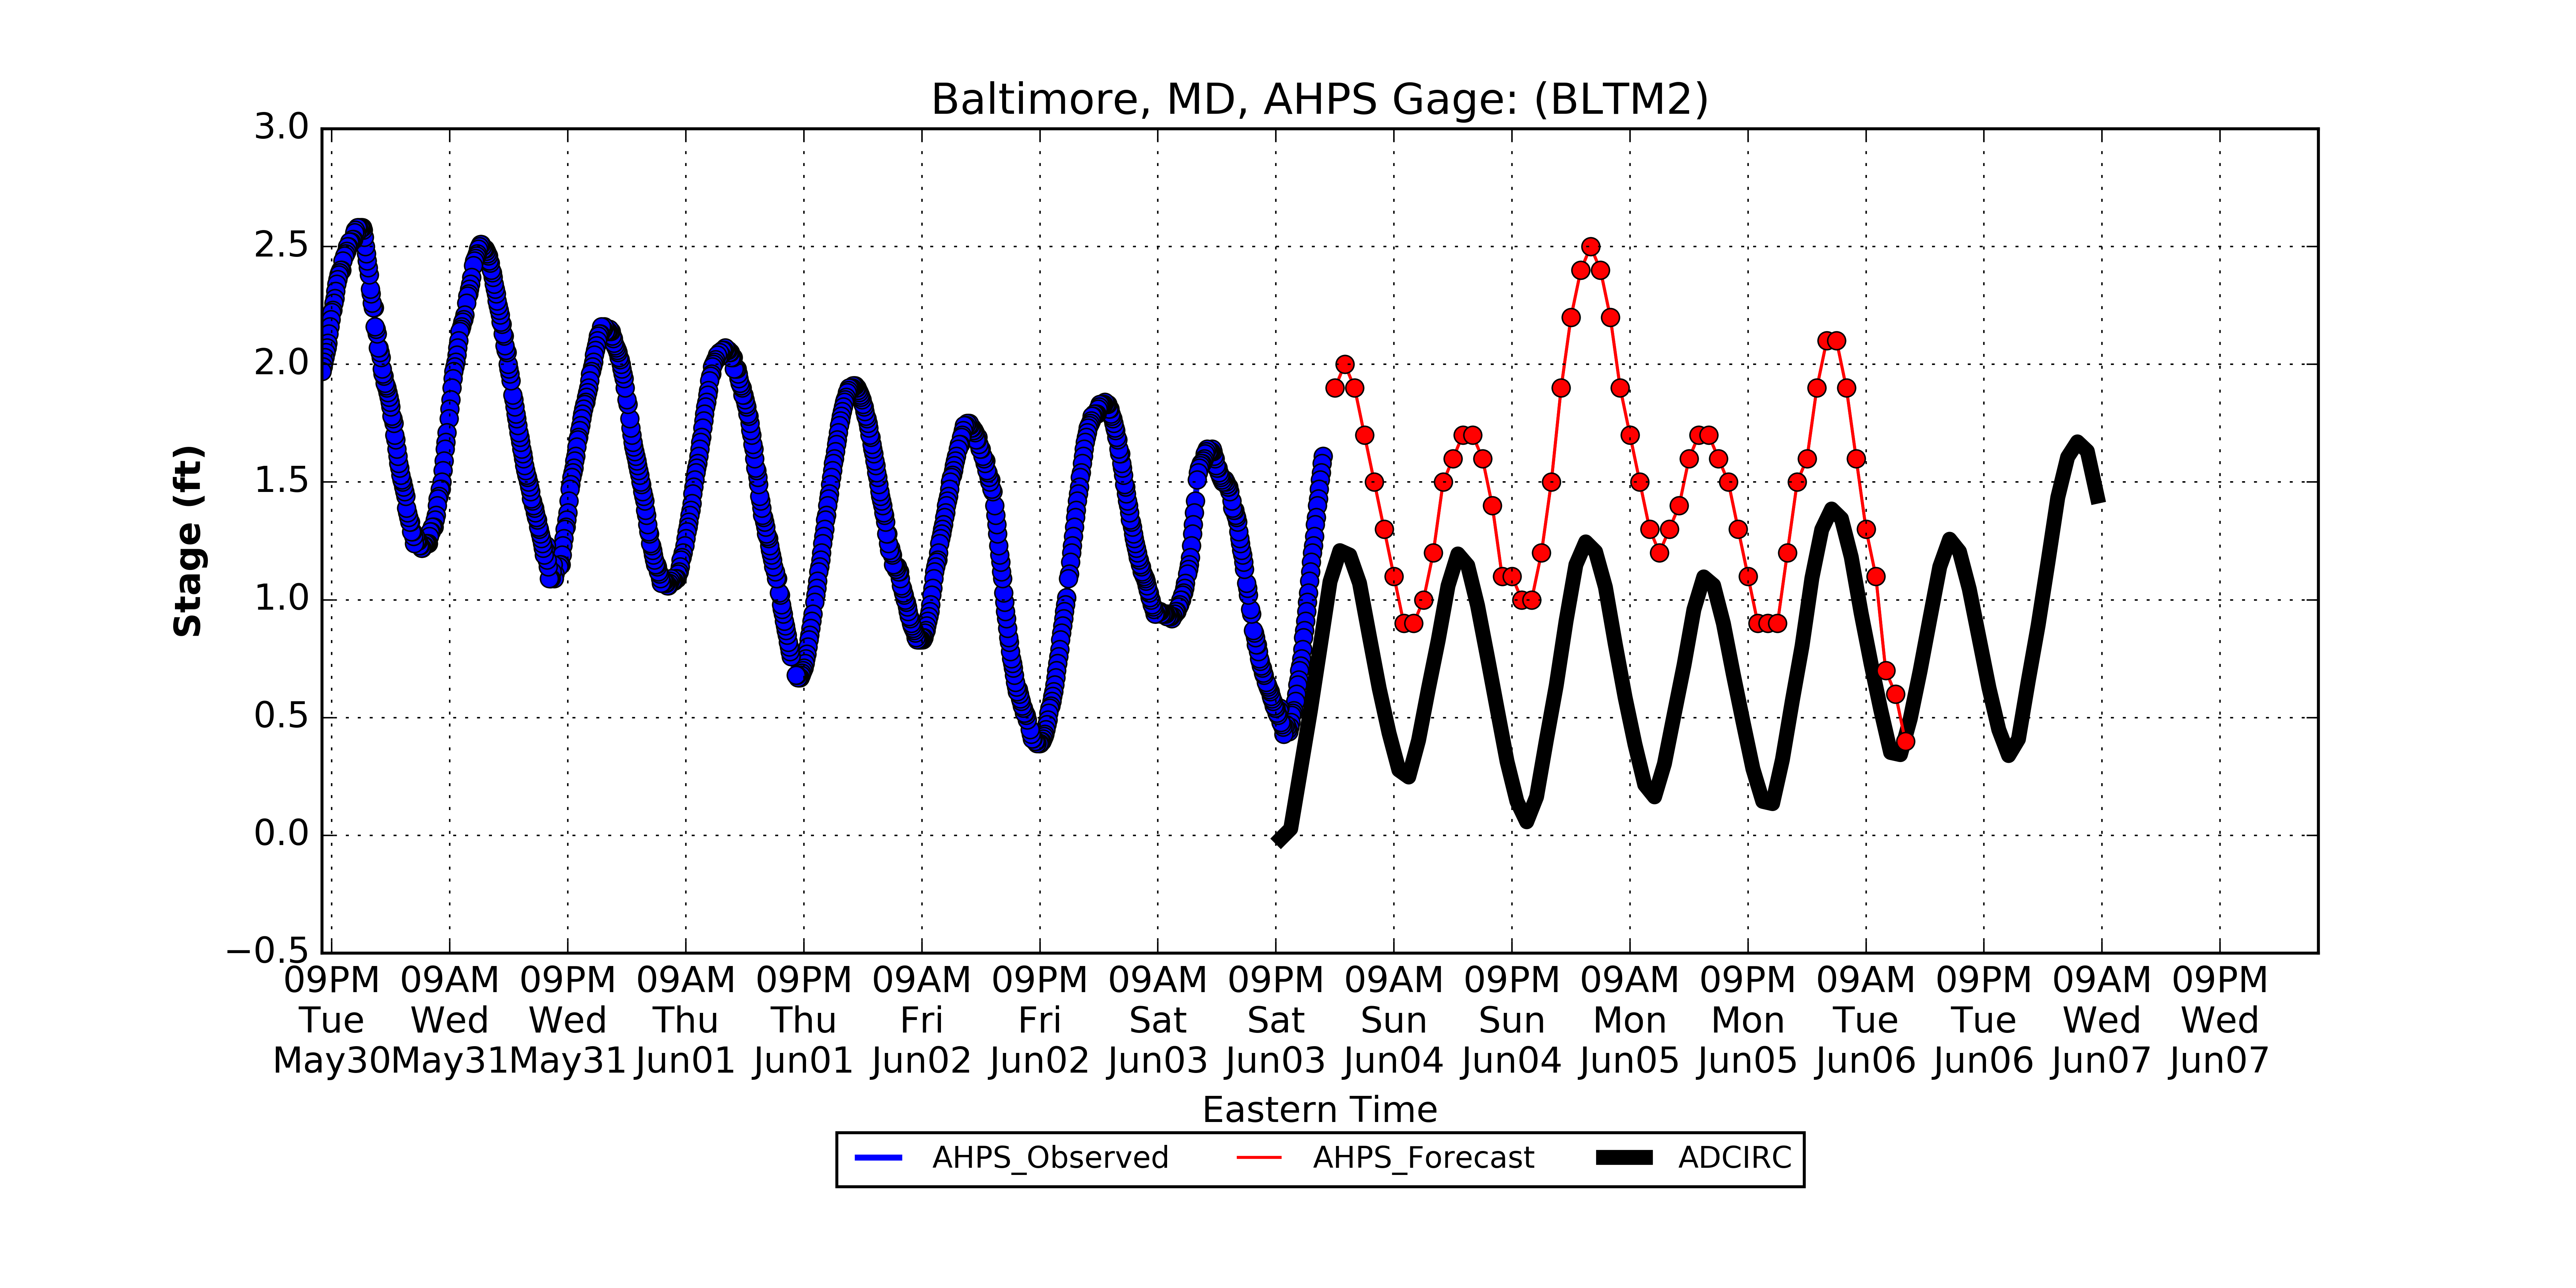 Baltimore, MD, AHPS Gage: (BLTM2)
3.0
2.5
2.0
1.5
1.0
0.5
0.0
−0.5
Stage (ft)
09PM 09AM 09PM 09AM 09PM 09AM 09PM 09AM 09PM 09AM 09PM 09AM 09PM 09AM 09PM 09AM 09PM
Tue Wed Wed Thu Thu Fri Fri Sat Sat Sun Sun Mon Mon Tue Tue Wed Wed
May30 May31 May31 Jun01 Jun01 Jun02 Jun02 Jun03 Jun03 Jun04 Jun04 Jun05 Jun05 Jun06 Jun06 Jun07 Jun07
Eastern Time
AHPS_Observed AHPS_Forecast ADCIRC